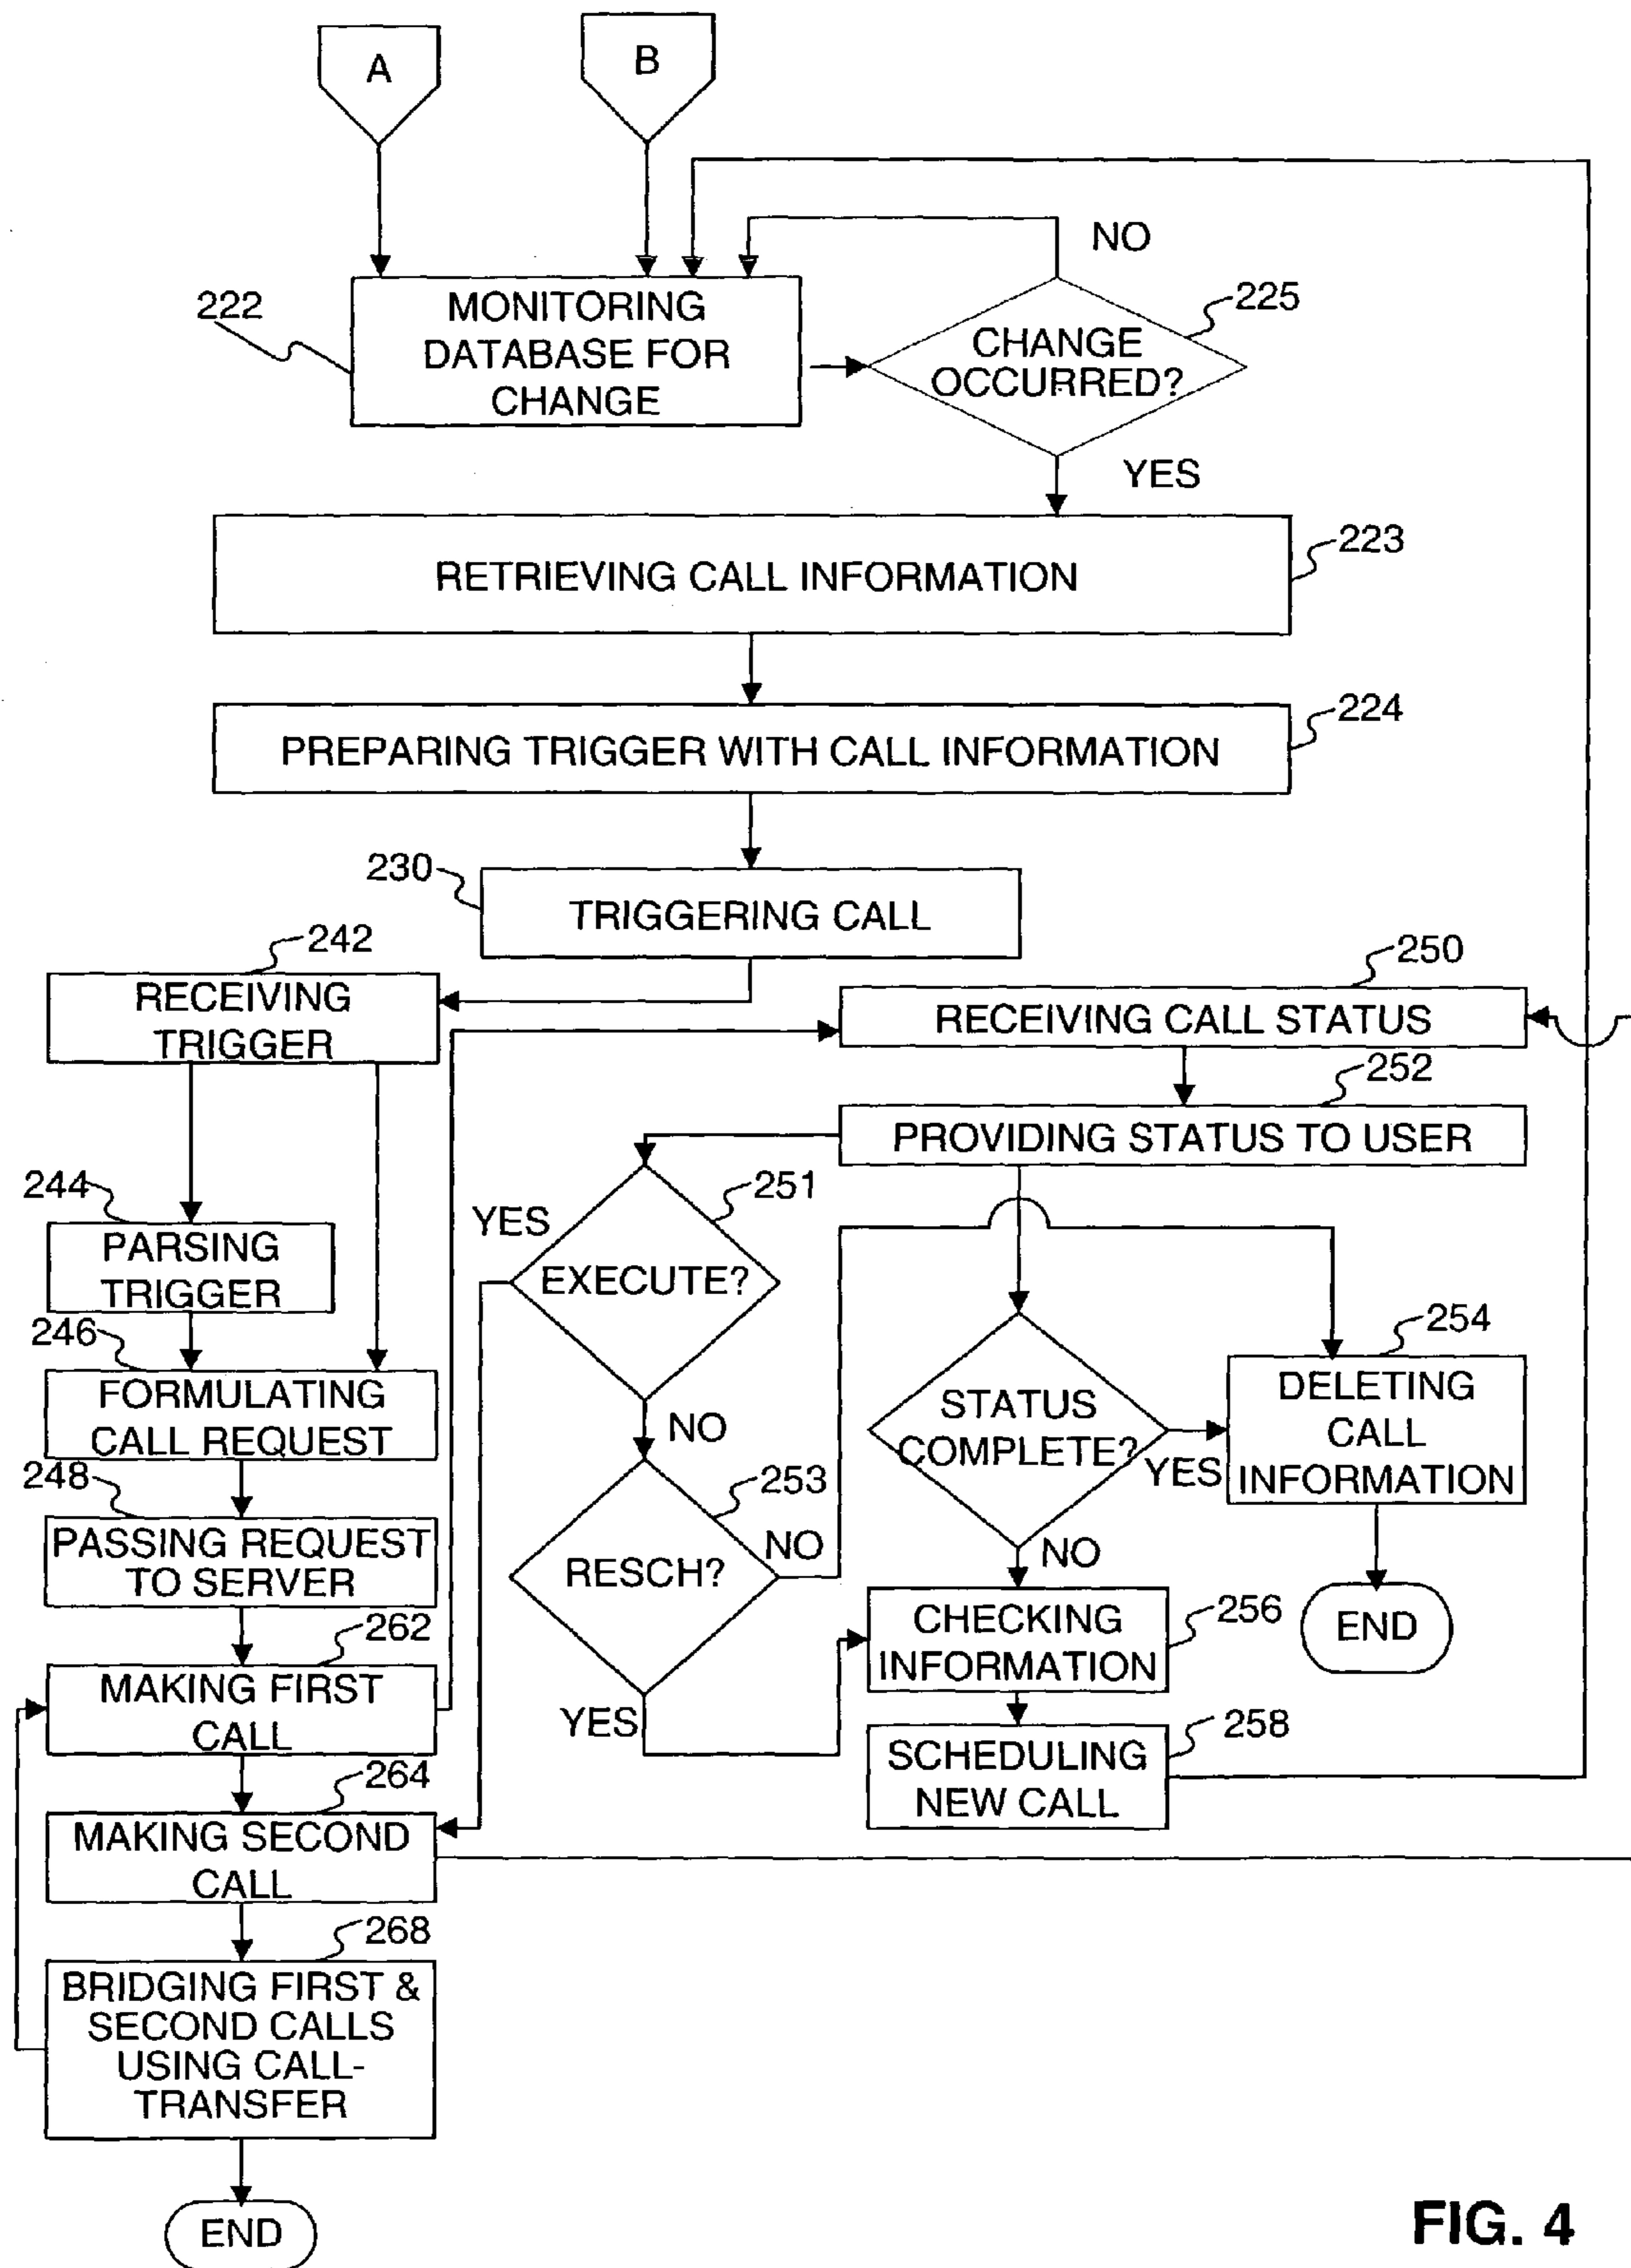 A
B
NO
222
MONITORING
DATABASE FOR
CHANGE
225
CHANGE
OCCURRED?
YES
223
RETRIEVING CALL INFORMATION
224
PREPARING TRIGGER WITH CALL INFORMATION
230
TRIGGERING CALL
242
RECEIVING
TRIGGER
250
RECEIVING CALL STATUS
252
PROVIDING STATUS TO USER
244
PARSING
TRIGGER
YES
251
EXECUTE?
246
FORMULATING
CALL REQUEST
NO
STATUS
COMPLETE?
YES
254
DELETING
CALL
INFORMATION
248
PASSING REQUEST
TO SERVER
253
RESCH?
NO
NO
262
MAKING FIRST
CALL
YES
CHECKING
INFORMATION
256
END
258
SCHEDULING
NEW CALL
264
MAKING SECOND
CALL
268
BRIDGING FIRST &
SECOND CALLS
USING CALL-
TRANSFER
END
FIG. 4